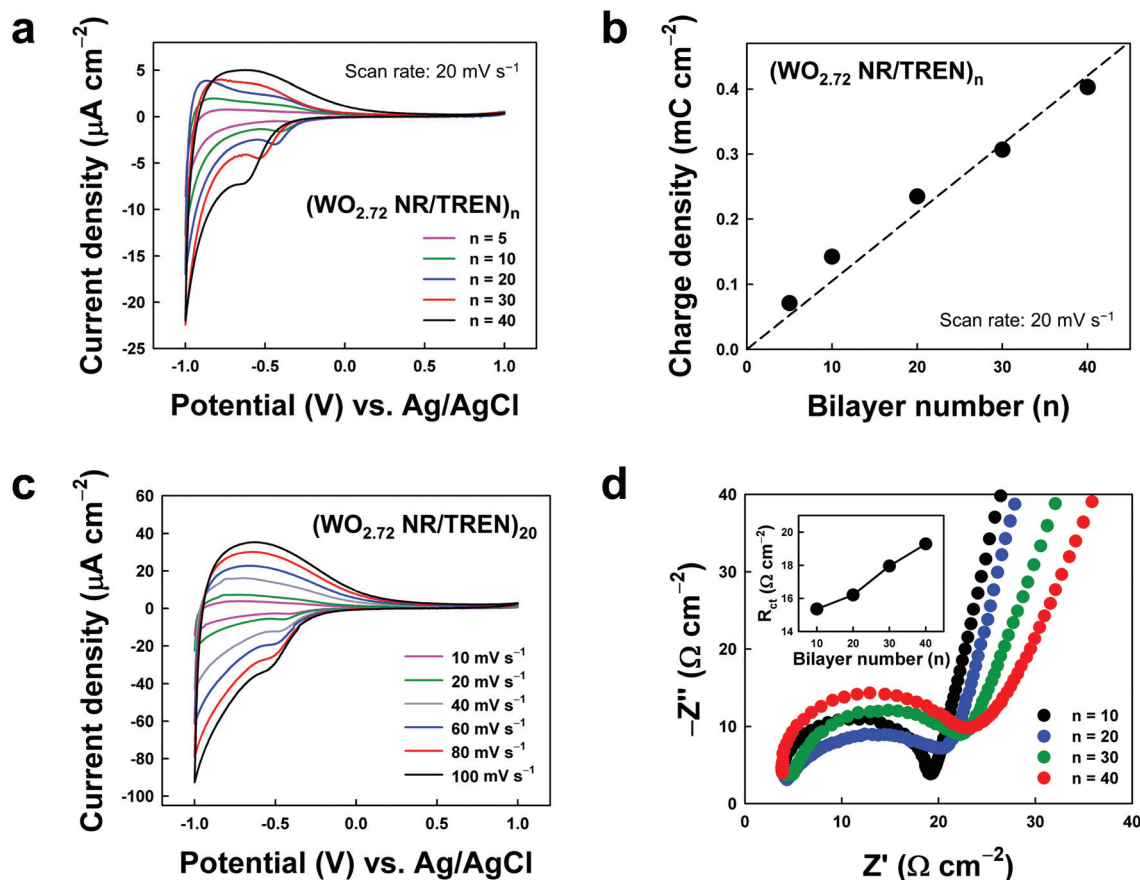 a
Current density (μA cm⁻²)
5
0
-5
-10
-15
-20
-25
Scan rate: 20 mV s⁻¹
(WO₂.₇₂ NR/TREN)ₙ
n = 5
n = 10
n = 20
n = 30
n = 40
-1.0 -0.5 0.0 0.5 1.0
Potential (V) vs. Ag/AgCl
b
Charge density (mC cm⁻²)
0.4
0.3
0.2
0.1
0.0
(WO₂.₇₂ NR/TREN)ₙ
Scan rate: 20 mV s⁻¹
0 10 20 30 40
Bilayer number (n)
c
Current density (μA cm⁻²)
60
40
20
0
-20
-40
-60
-80
-100
(WO₂.₇₂ NR/TREN)₂₀
10 mV s⁻¹
20 mV s⁻¹
40 mV s⁻¹
60 mV s⁻¹
80 mV s⁻¹
100 mV s⁻¹
-1.0 -0.5 0.0 0.5 1.0
Potential (V) vs. Ag/AgCl
d
−Z'' (Ω cm⁻²)
40
30
20
10
0
R_ct (Ω cm⁻²)
20
18
16
14
10 20 30 40
Bilayer number (n)
n = 10
n = 20
n = 30
n = 40
0 10 20 30 40
Z' (Ω cm⁻²)